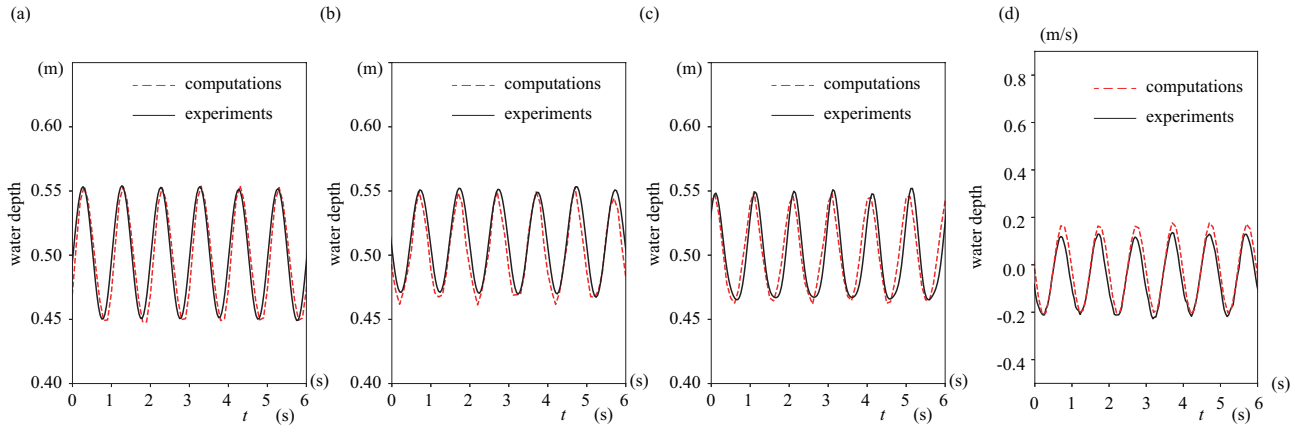 (a)
(m)
computations
experiments
0.60
0.55
0.50
0.45
0.40
water depth
0 1 2 3 4 5 6
(s)
t (s)
(b)
(m)
computations
experiments
0.60
0.55
0.50
0.45
0.40
water depth
0 1 2 3 4 5 6
(s)
t (s)
(c)
(m)
computations
experiments
0.60
0.55
0.50
0.45
0.40
water depth
0 1 2 3 4 5 6
(s)
t (s)
(d)
(m/s)
computations
experiments
0.8
0.6
0.4
0.2
0.0
-0.2
-0.4
water depth
0 1 2 3 4 5 6
(s)
t (s)